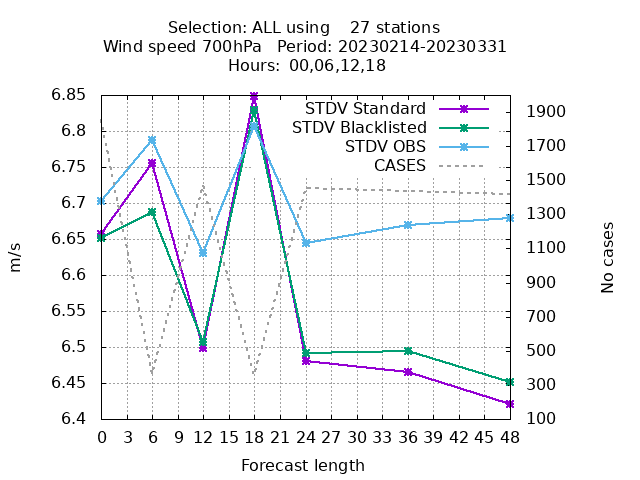 Selection: ALL using    27 stations
Wind speed 700hPa   Period: 20230214-20230331
Hours:  00,06,12,18
STDV Standard
STDV Blacklisted
STDV OBS
CASES
6.85
6.8
6.75
6.7
6.65
6.6
6.55
6.5
6.45
6.4
m/s
1900
1700
1500
1300
1100
900
700
500
300
100
No cases
0 3 6 9 12 15 18 21 24 27 30 33 36 39 42 45 48
Forecast length